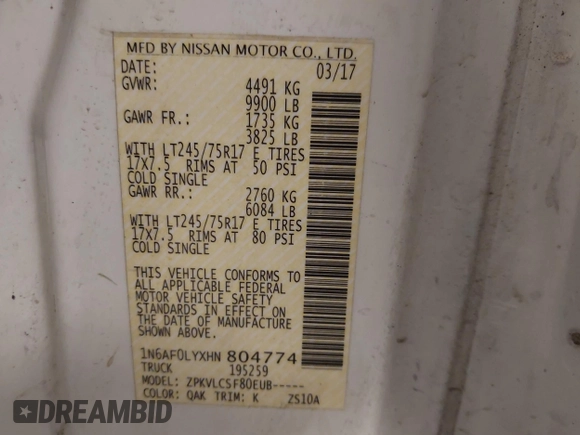 MFD BY NISSAN MOTOR CO., LTD.
DATE: 03/17
GVWR: 4491 KG
9900 LB
GAWR FR.: 1735 KG
3825 LB
WITH LT245/75R17 E TIRES
17X7.5 RIMS AT 50 PSI
COLD SINGLE
GAWR RR.: 2760 KG
6084 LB
WITH LT245/75R17 E TIRES
17X7.5 RIMS AT 80 PSI
COLD SINGLE
THIS VEHICLE CONFORMS TO
ALL APPLICABLE FEDERAL
MOTOR VEHICLE SAFETY
STANDARDS IN EFFECT ON
THE DATE OF MANUFACTURE
SHOWN ABOVE.
1N6AF0LYXHN 804774
TRUCK 195259
MODEL: ZPKVLC5F80EUB-----
COLOR: QAK TRIM: K ZS10A
DREAMBID